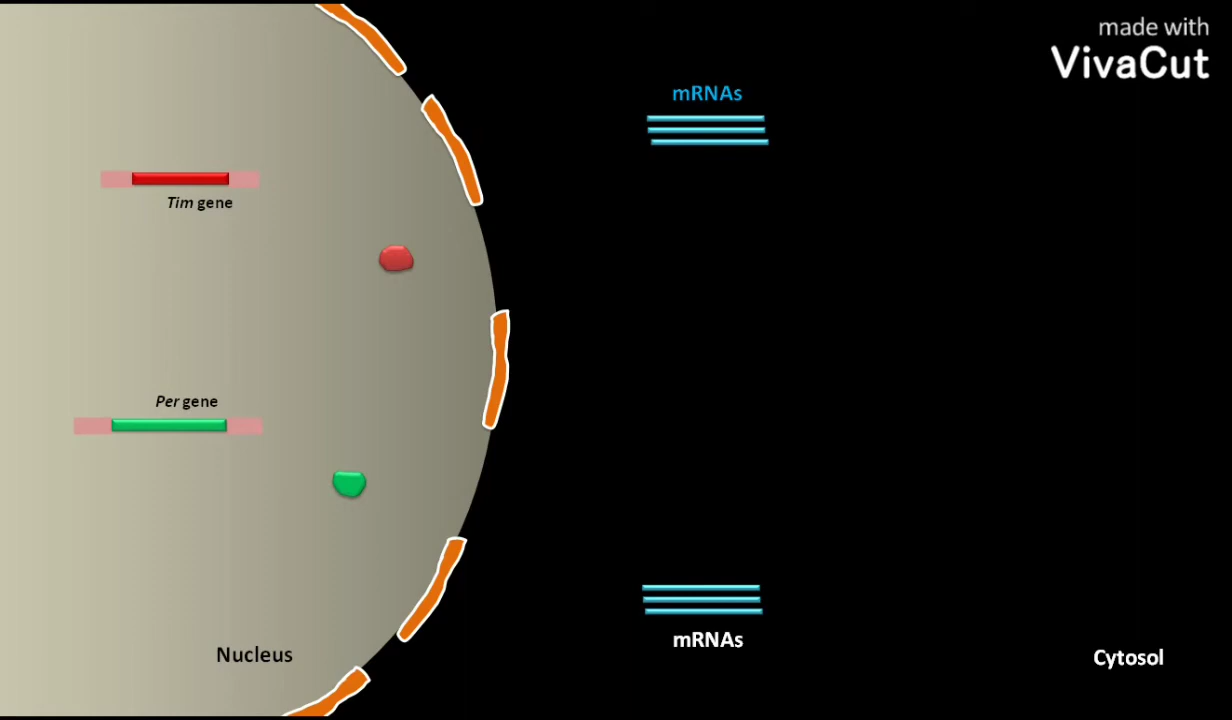 made with
VivaCut
mRNAs
Tim gene
Per gene
mRNAs
Nucleus
Cytosol